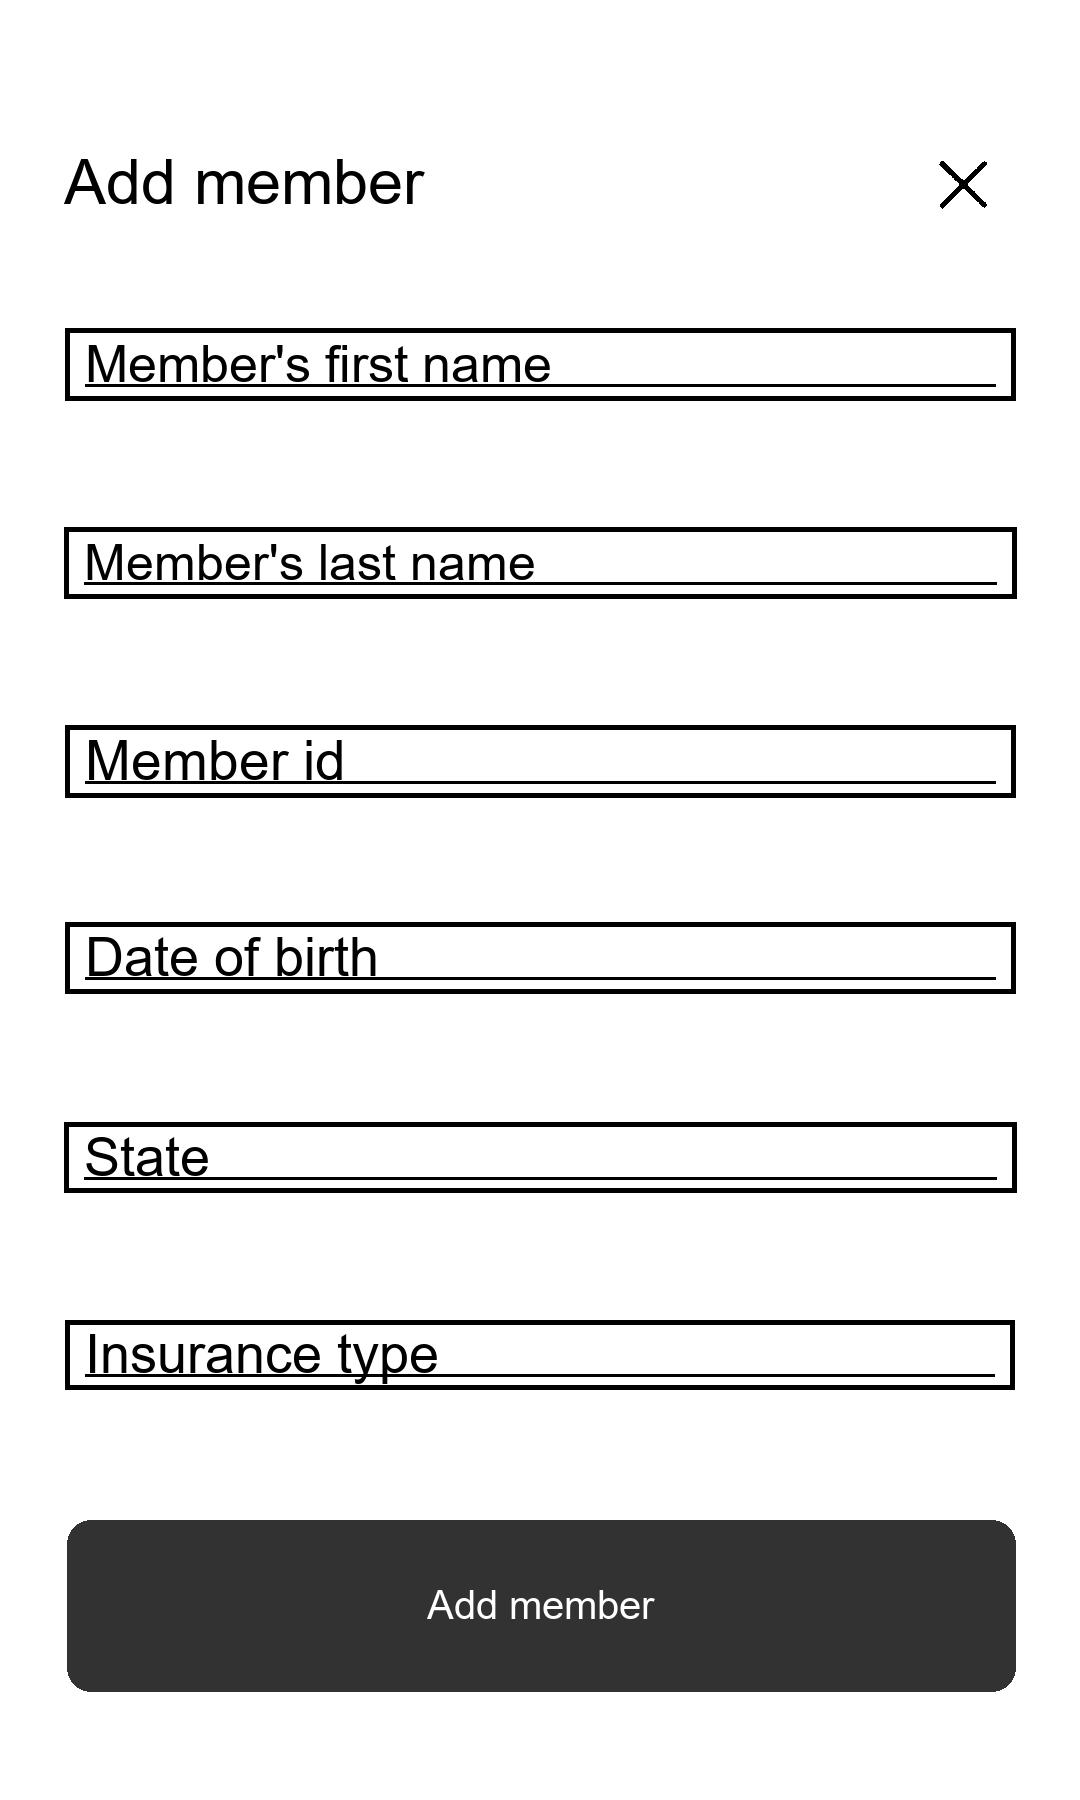 Add member
Member's first name
Member's last name
Member id
Date of birth
State
Insurance type
Add member